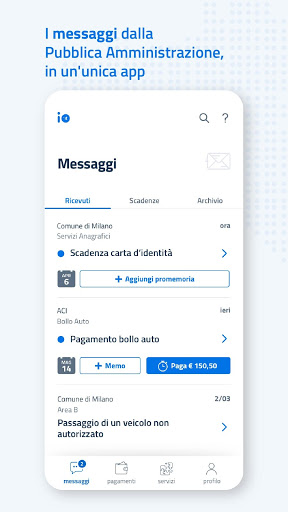 I messaggi dalla
Pubblica Amministrazione,
in un'unica app
io
?
Messaggi
Ricevuti Scadenze Archivio
Comune di Milano ora
Servizi Anagrafici
Scadenza carta d'identità
APR 6 + Aggiungi promemoria
ACI ieri
Bollo Auto
Pagamento bollo auto
MAG 14 + Memo Paga € 150,50
Comune di Milano 2/03
Area B
Passaggio di un veicolo non
autorizzato
2
messaggi pagamenti servizi profilo